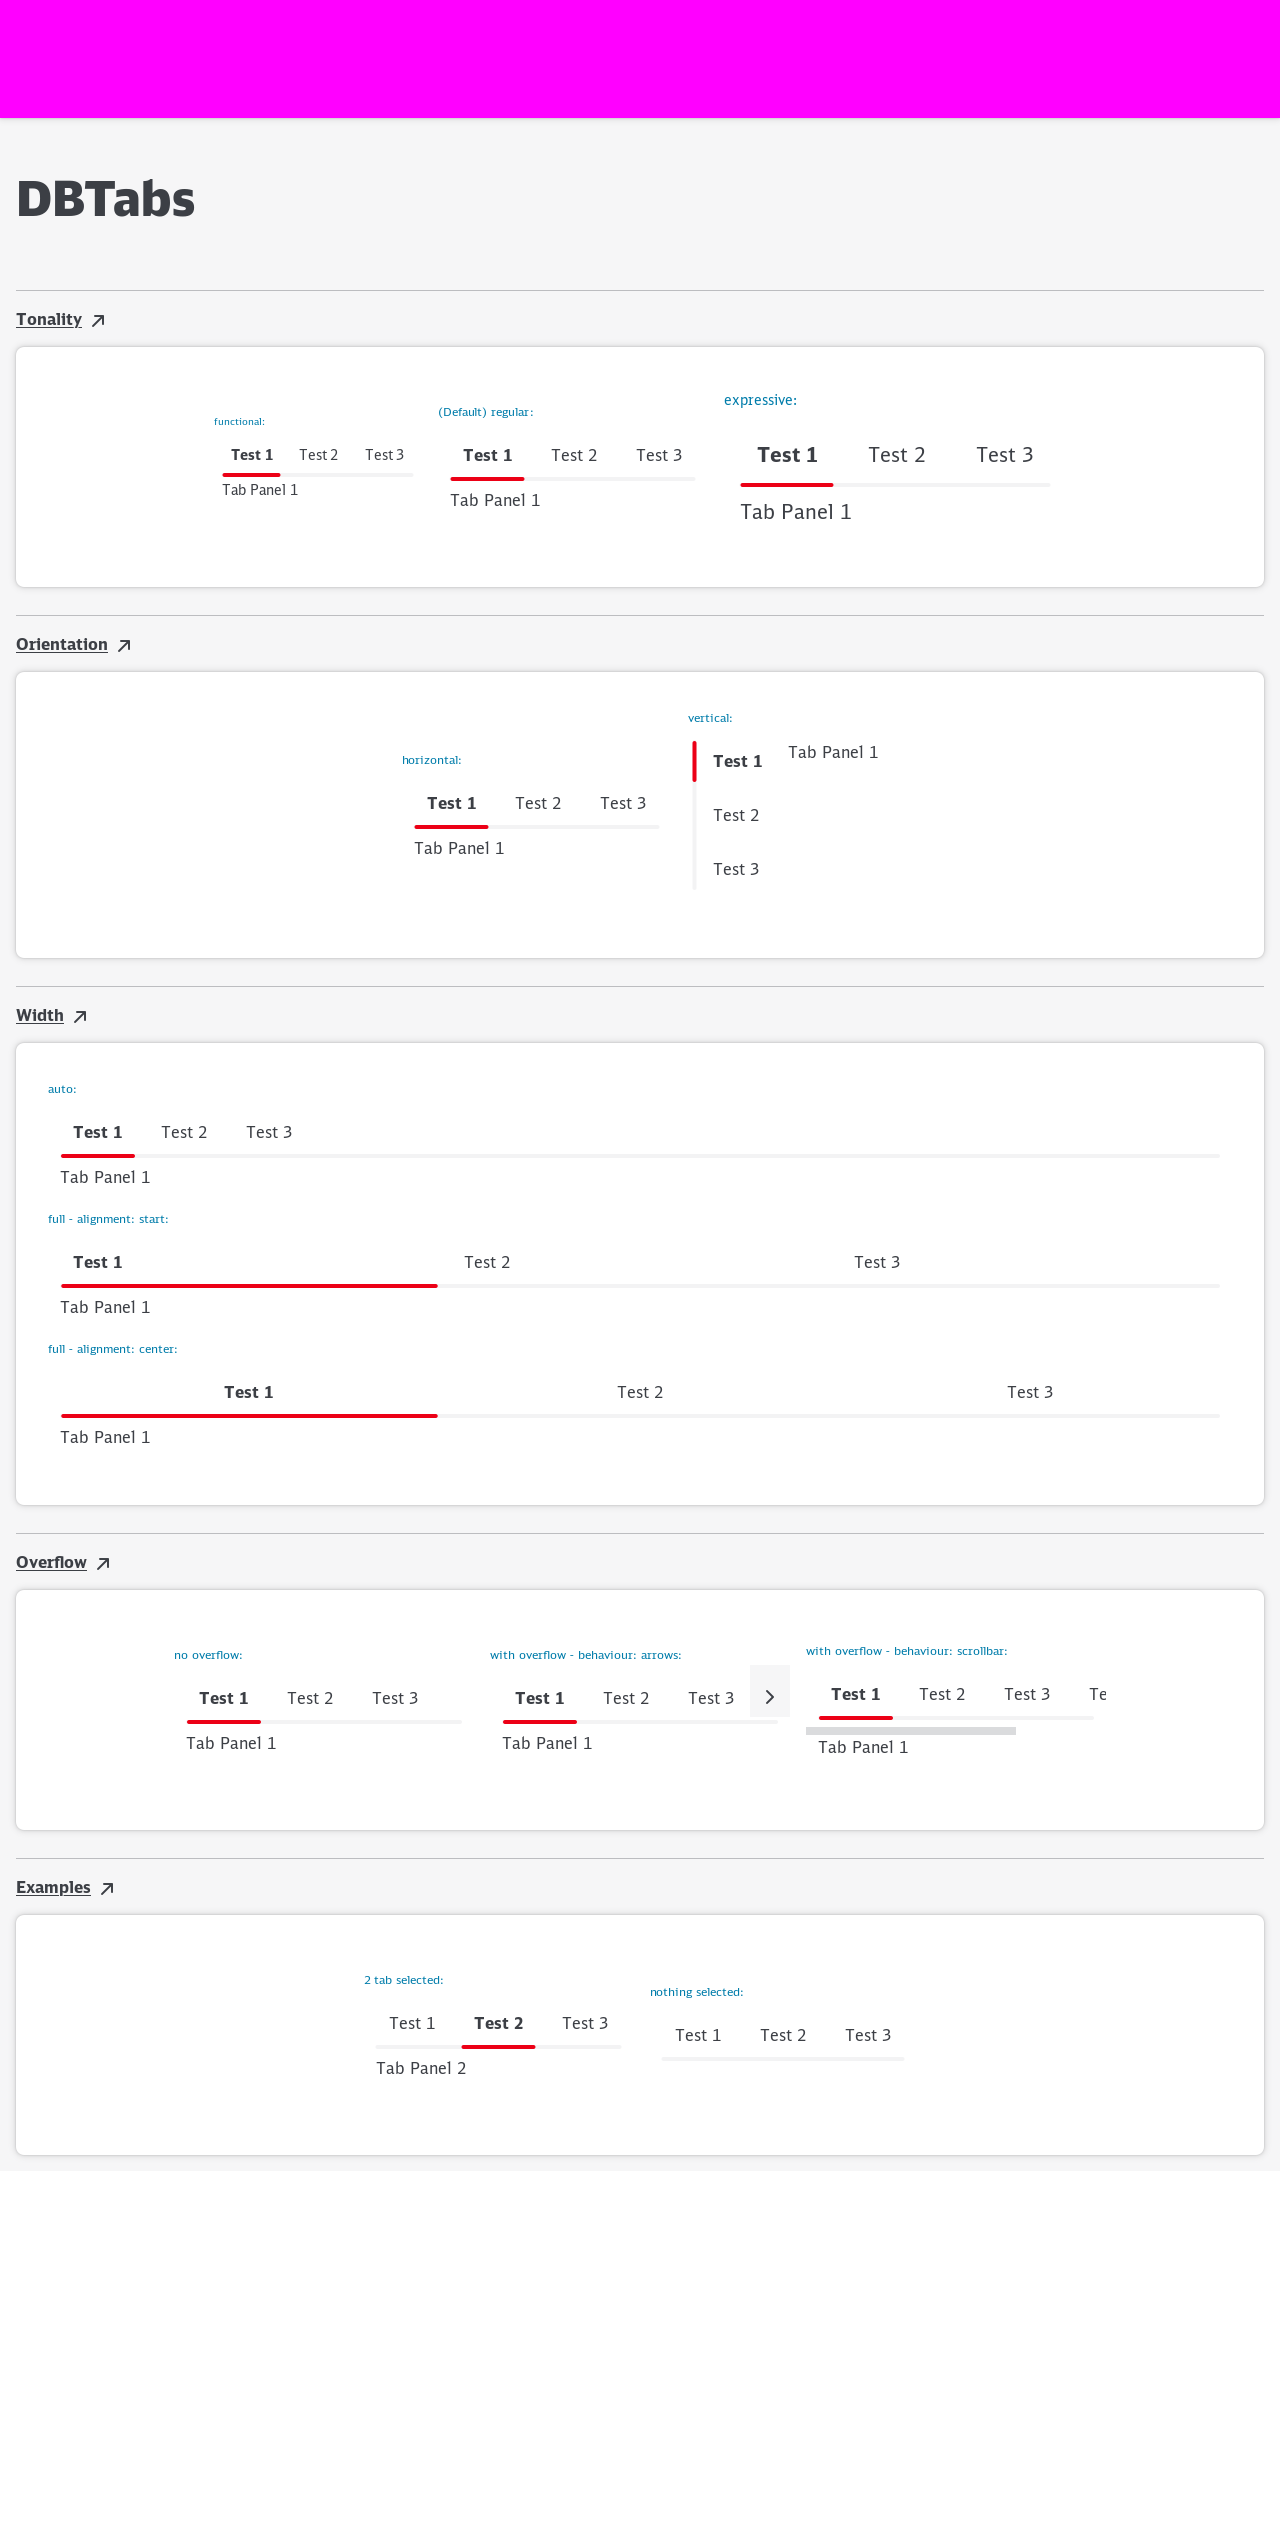 DBTabs
Tonality
functional:
Test 1 Test 2 Test 3
Tab Panel 1
(Default) regular:
Test 1 Test 2 Test 3
Tab Panel 1
expressive:
Test 1 Test 2 Test 3
Tab Panel 1
Orientation
horizontal:
Test 1 Test 2 Test 3
Tab Panel 1
vertical:
Test 1
Tab Panel 1
Test 2
Test 3
Width
auto:
Test 1 Test 2 Test 3
Tab Panel 1
full - alignment: start:
Test 1 Test 2 Test 3
Tab Panel 1
full - alignment: center:
Test 1 Test 2 Test 3
Tab Panel 1
Overflow
no overflow:
Test 1 Test 2 Test 3
Tab Panel 1
with overflow - behaviour: arrows:
Test 1 Test 2 Test 3
Tab Panel 1
with overflow - behaviour: scrollbar:
Test 1 Test 2 Test 3
Tab Panel 1
Examples
2 tab selected:
Test 1 Test 2 Test 3
Tab Panel 2
nothing selected:
Test 1 Test 2 Test 3